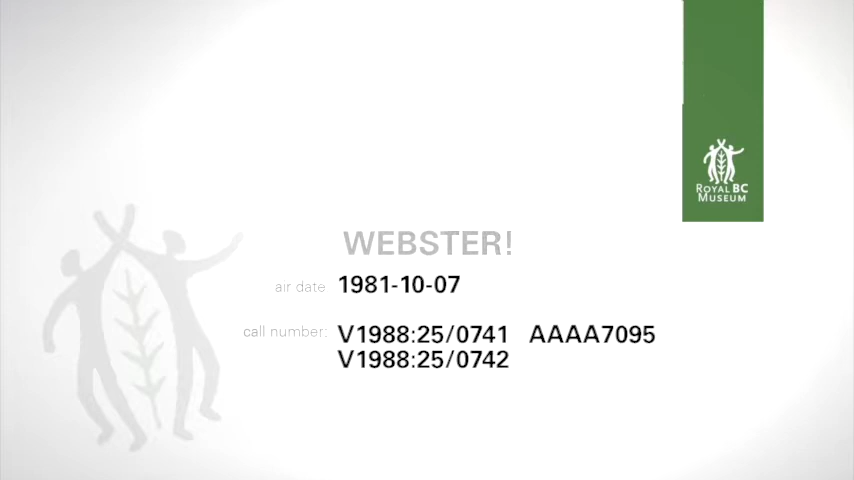 ROYAL BC
MUSEUM
WEBSTER!
air date 1981-10-07
call number: V1988:25/0741 AAAA7095
V1988:25/0742